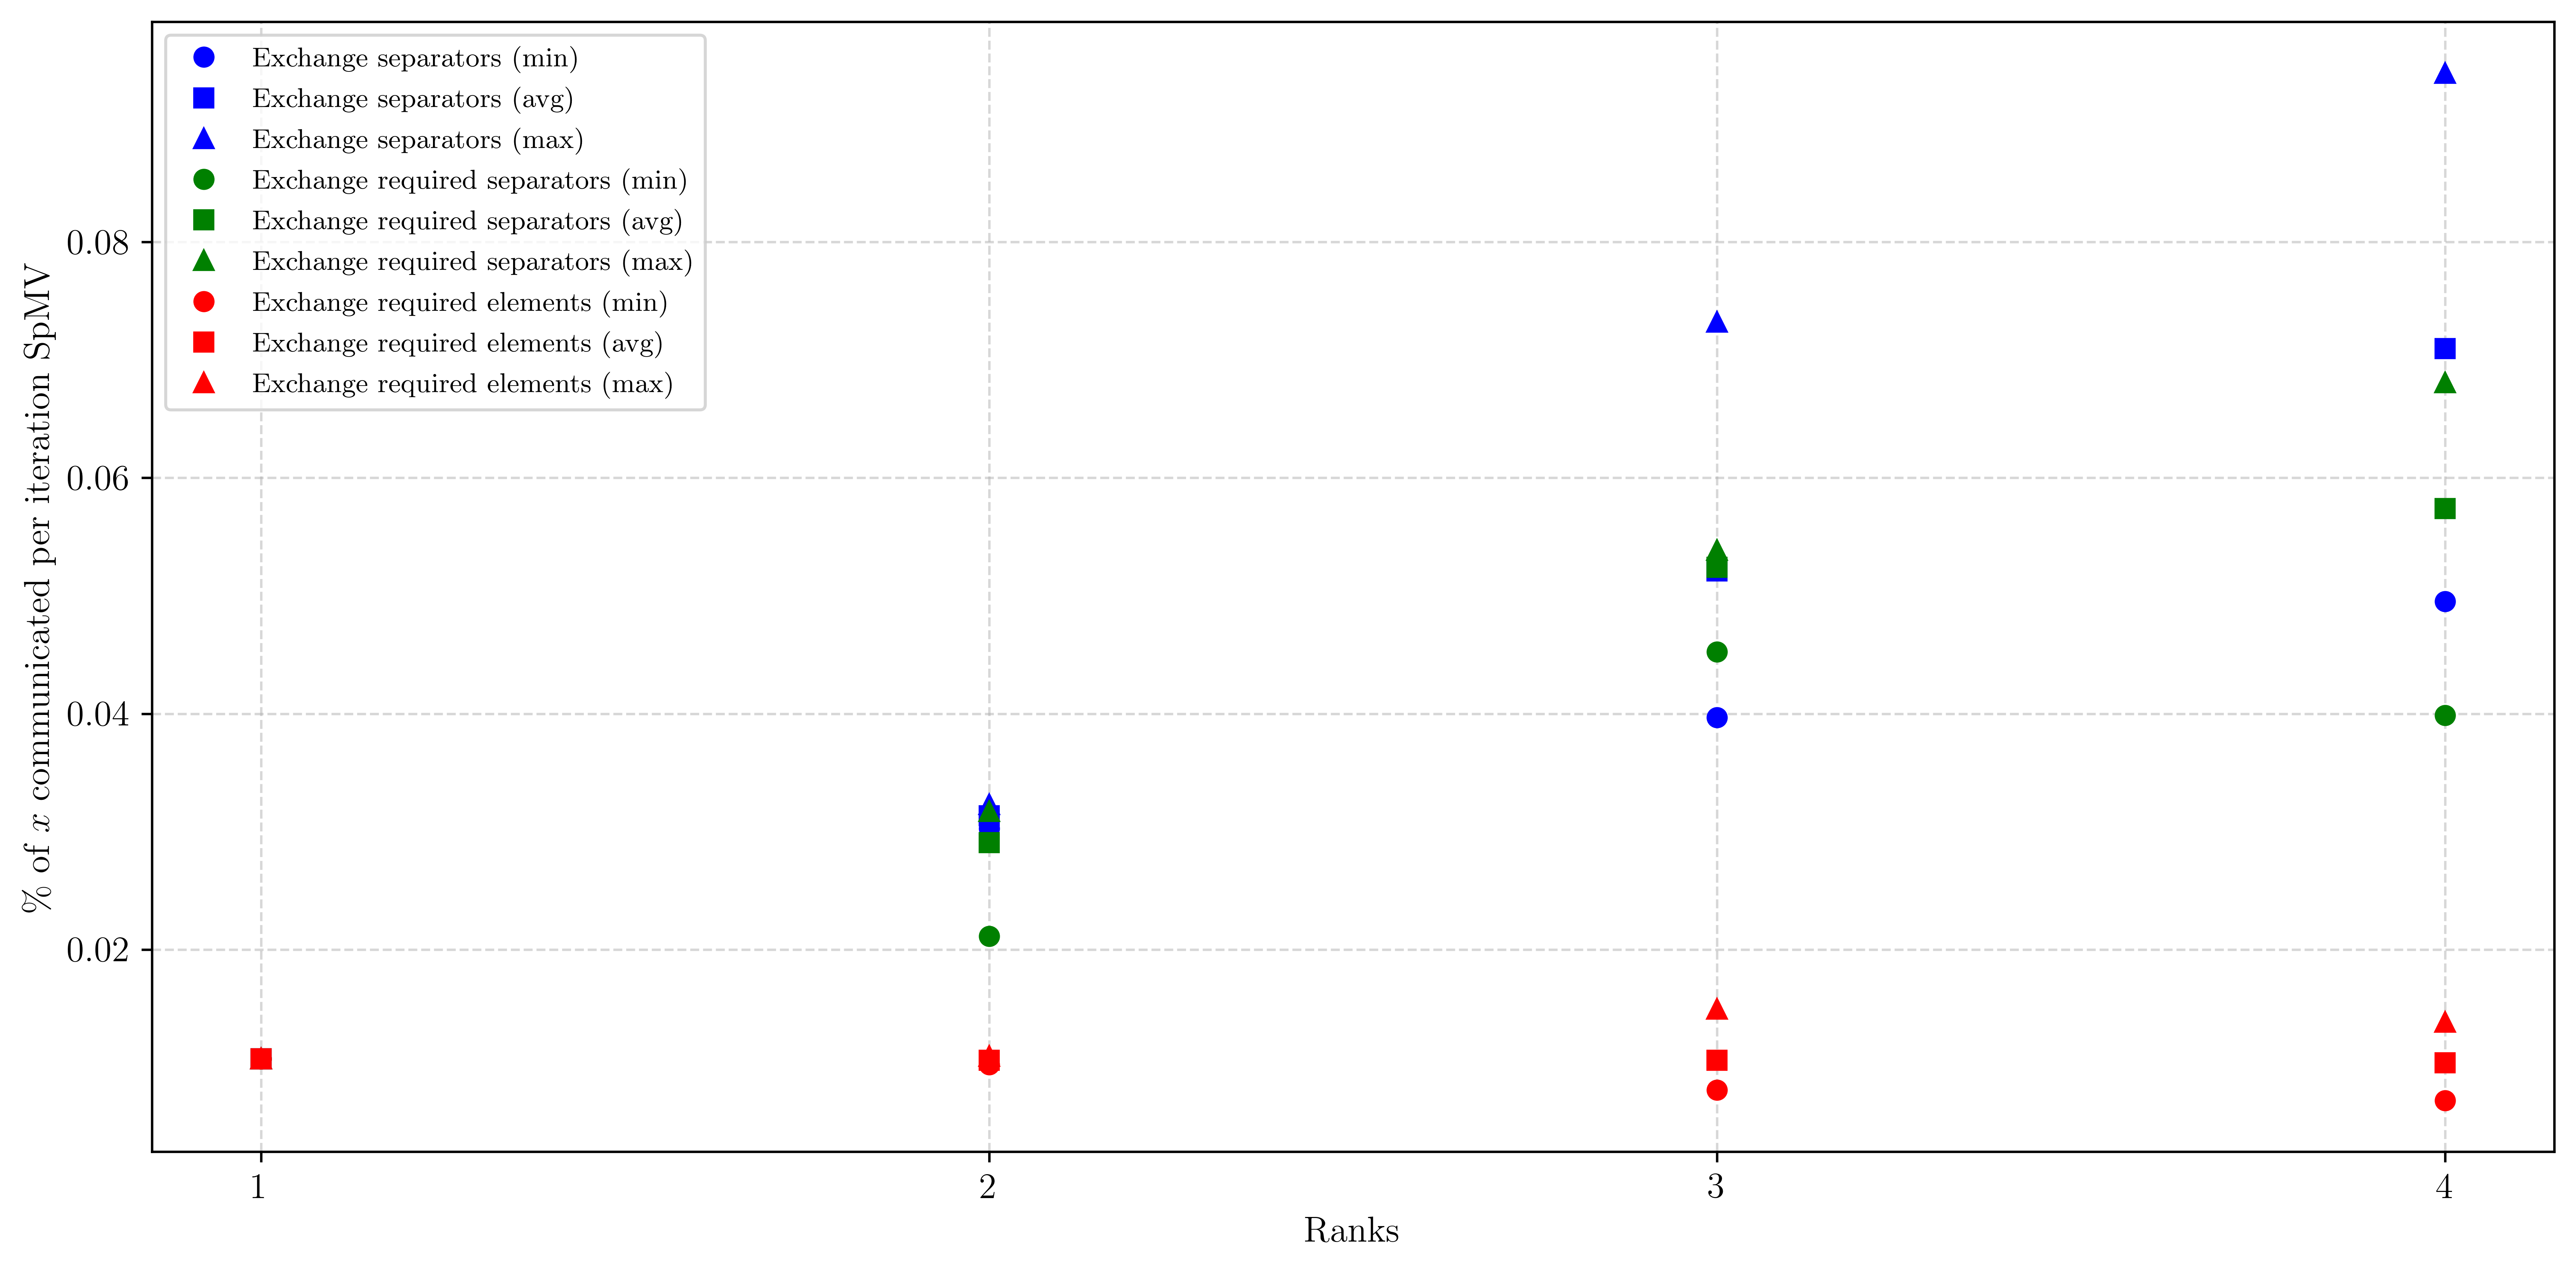 Exchange separators (min)
Exchange separators (avg)
Exchange separators (max)
Exchange required separators (min)
Exchange required separators (avg)
Exchange required separators (max)
Exchange required elements (min)
Exchange required elements (avg)
Exchange required elements (max)
% of x communicated per iteration SpMV
0.08
0.06
0.04
0.02
1 2 3 4
Ranks